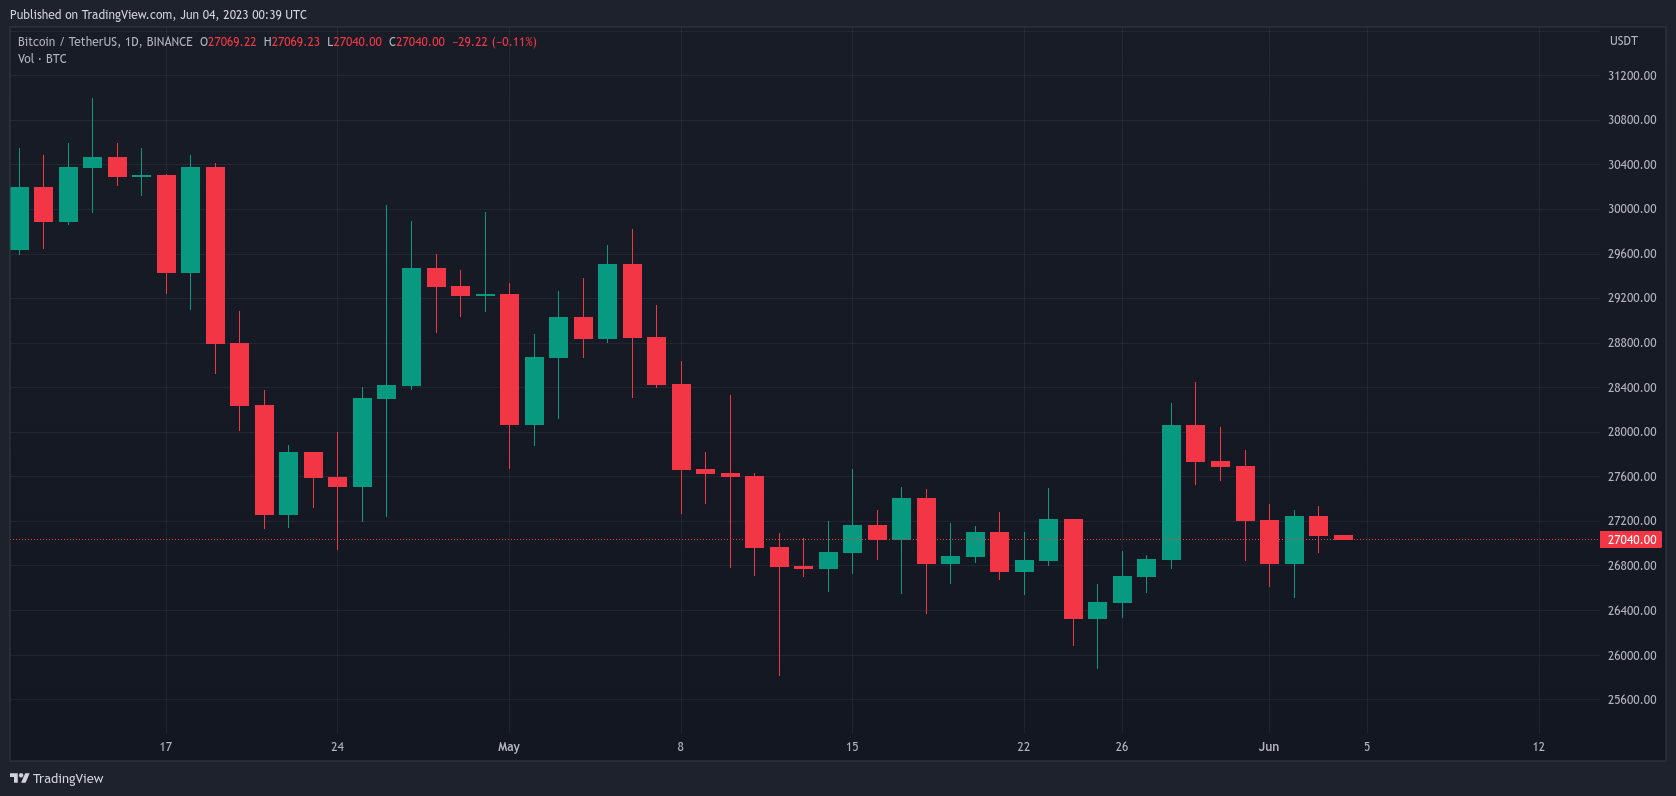 Published on TradingView.com, Jun 04, 2023 00:39 UTC
Bitcoin / TetherUS, 1D, BINANCE O27069.22 H27069.23 L27040.00 C27040.00 −29.22 (−0.11%)
Vol · BTC
USDT
31200.00
30800.00
30400.00
30000.00
29600.00
29200.00
28800.00
28400.00
28000.00
27600.00
27200.00
27040.00
26800.00
26400.00
26000.00
25600.00
17 24 May 8 15 22 26 Jun 5 12
TradingView